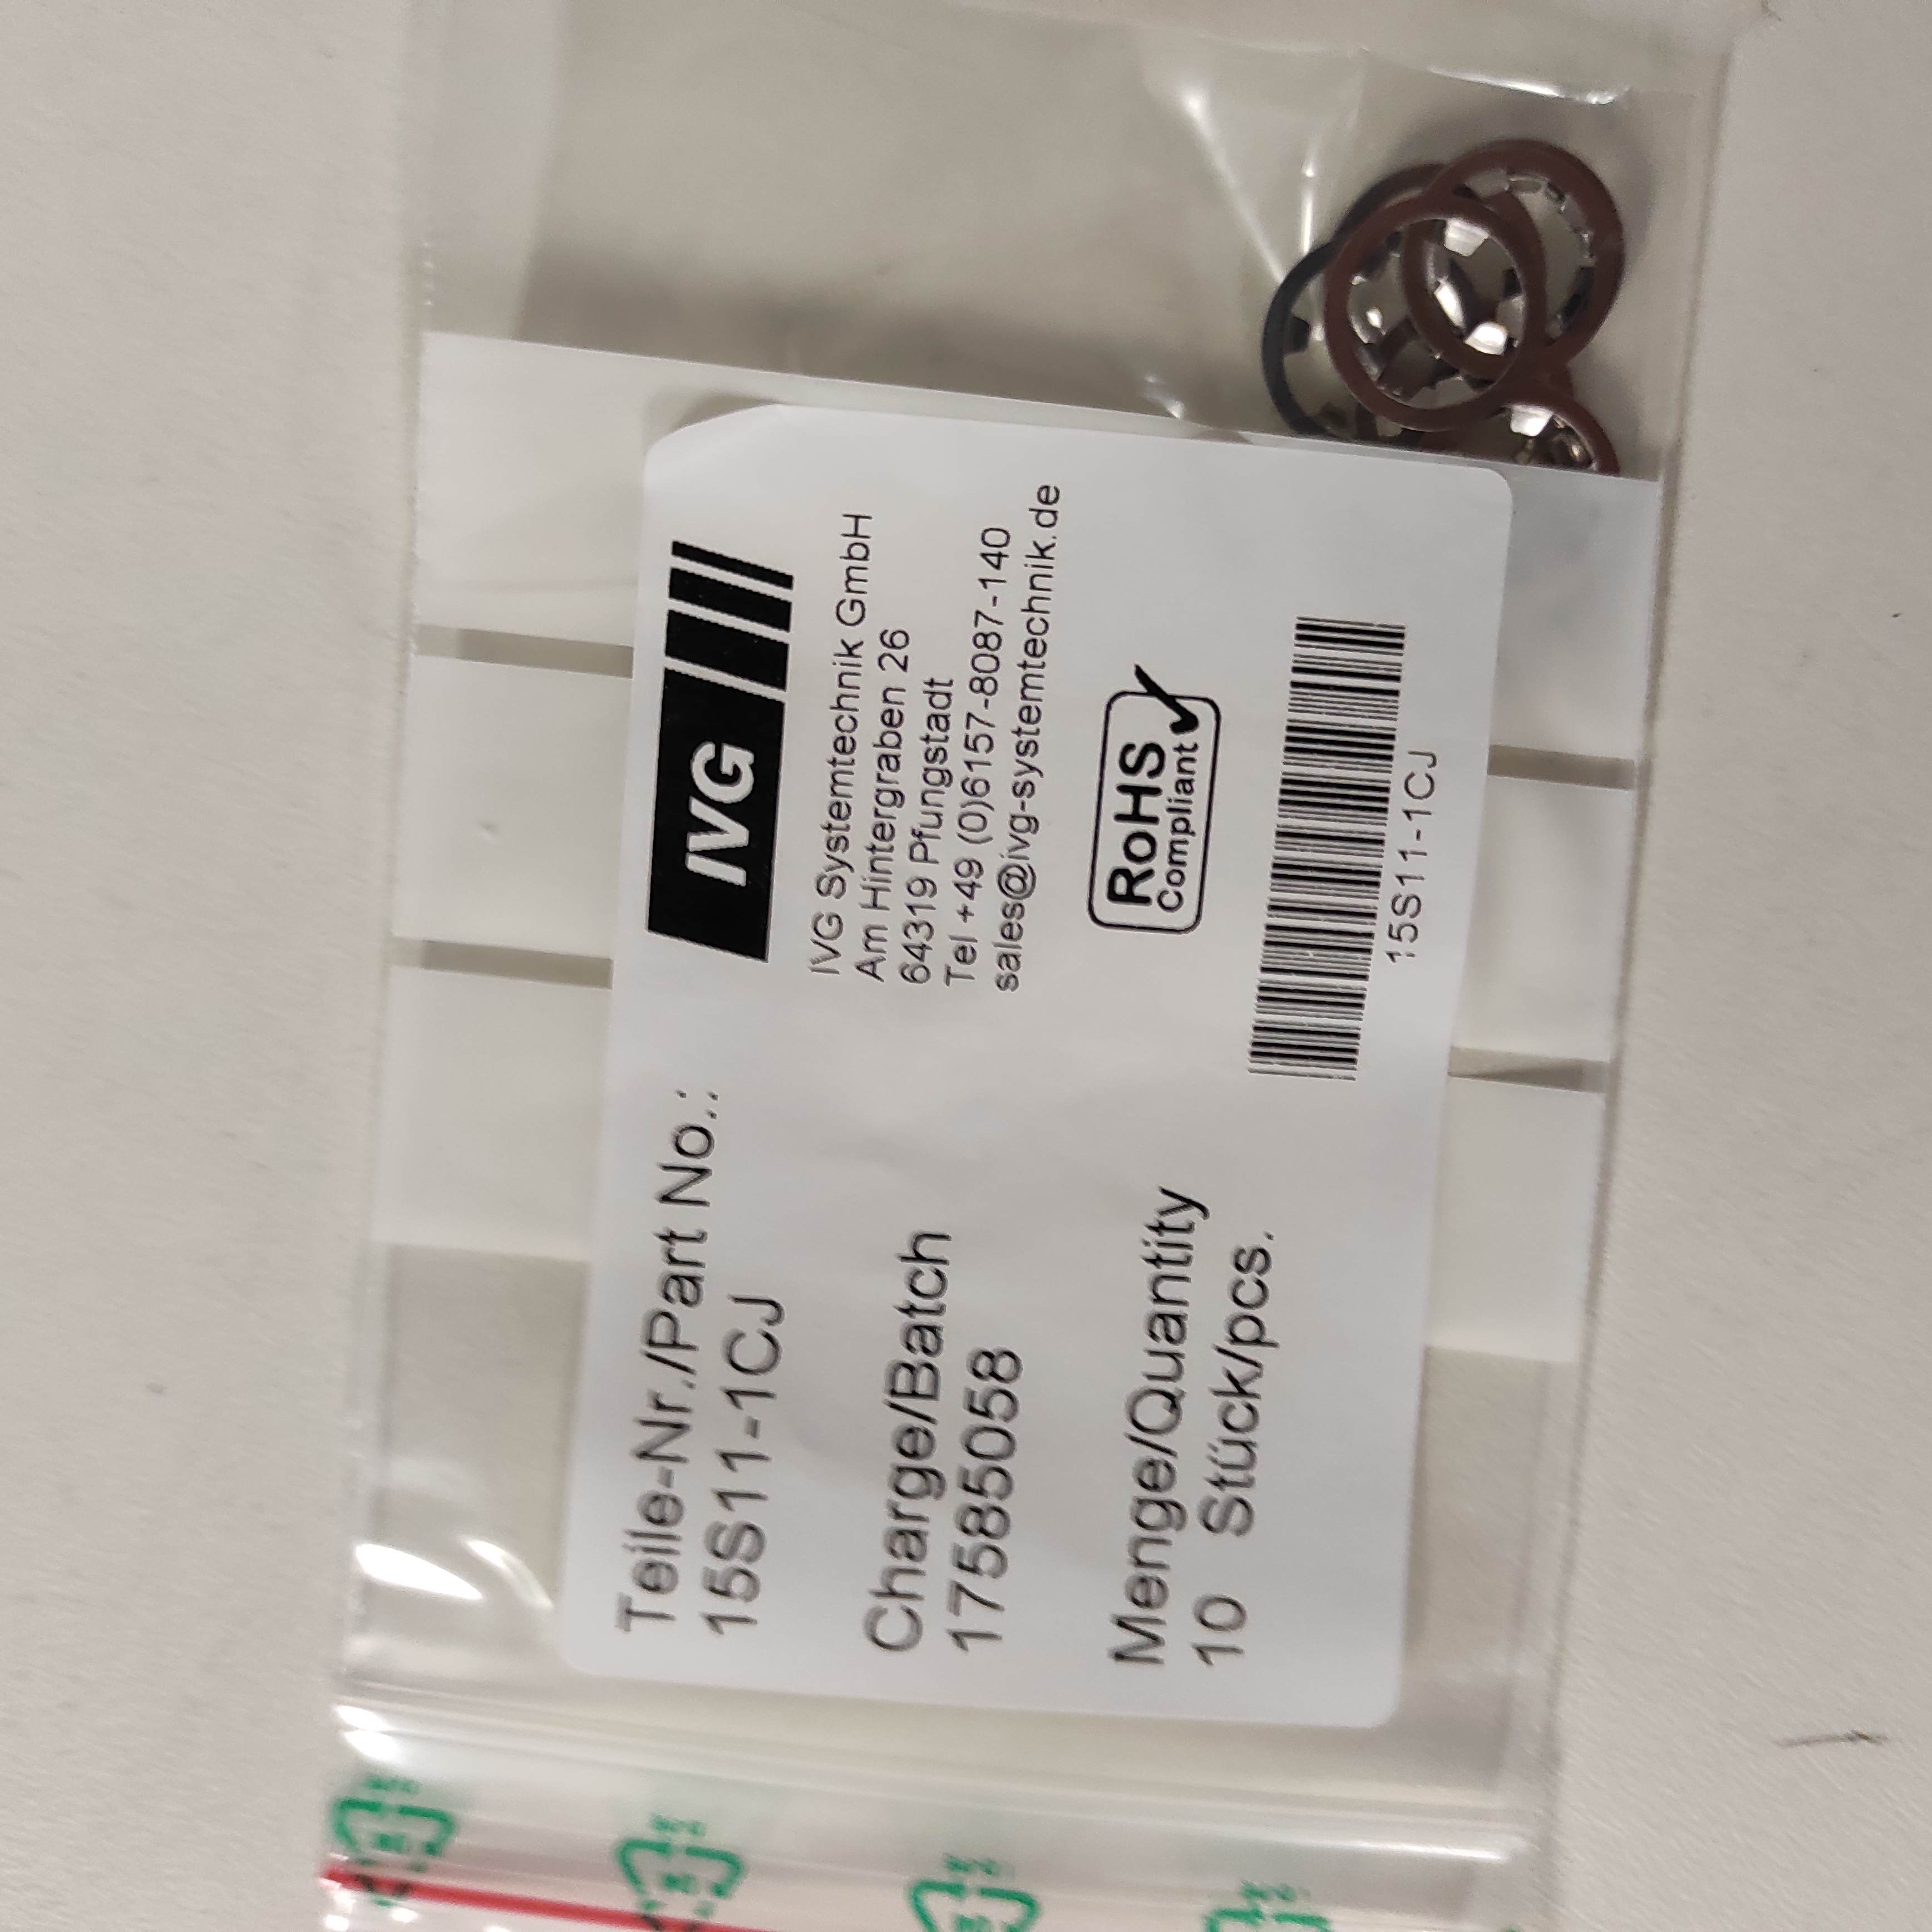 Teile-Nr./Part No.:
15S11-1CJ
Charge/Batch
17585058
Menge/Quantity
10 Stück/pcs.
IVG
IVG Systemtechnik GmbH
Am Hintergraben 26
64319 Pfungstadt
Tel +49 (0)6157-8087-140
sales@ivg-systemtechnik.de
RoHS
Compliant
15S11-1CJ